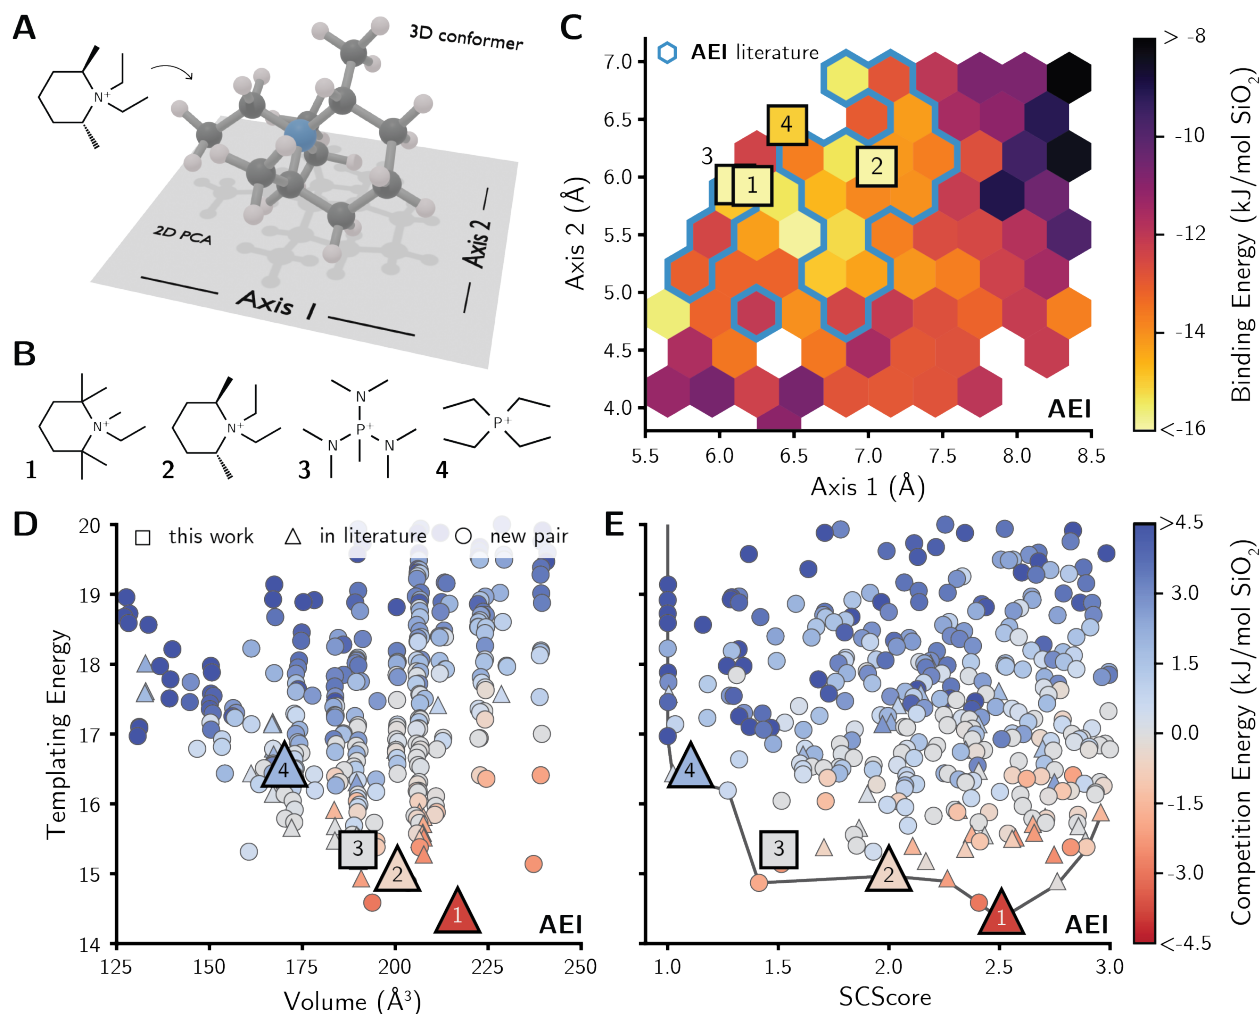 A
3D conformer
N+
2D PCA
Axis 1
Axis 2
B
N+
1
N+
2
N
P+
N
N
3
P+
4
C
AEI literature
7.0
6.5
6.0
5.5
5.0
4.5
4.0
Axis 2 (Å)
4
3
1
2
AEI
5.5
6.0
6.5
7.0
7.5
8.0
8.5
Axis 1 (Å)
> -8
-10
-12
-14
<-16
Binding Energy (kJ/mol SiO2)
D
this work
in literature
new pair
20
19
18
17
16
15
14
Templating Energy
4
3
2
1
AEI
125
150
175
200
225
250
Volume (Å3)
E
4
3
2
1
AEI
1.0
1.5
2.0
2.5
3.0
SCScore
>4.5
3.0
1.5
0.0
-1.5
-3.0
<-4.5
Competition Energy (kJ/mol SiO2)